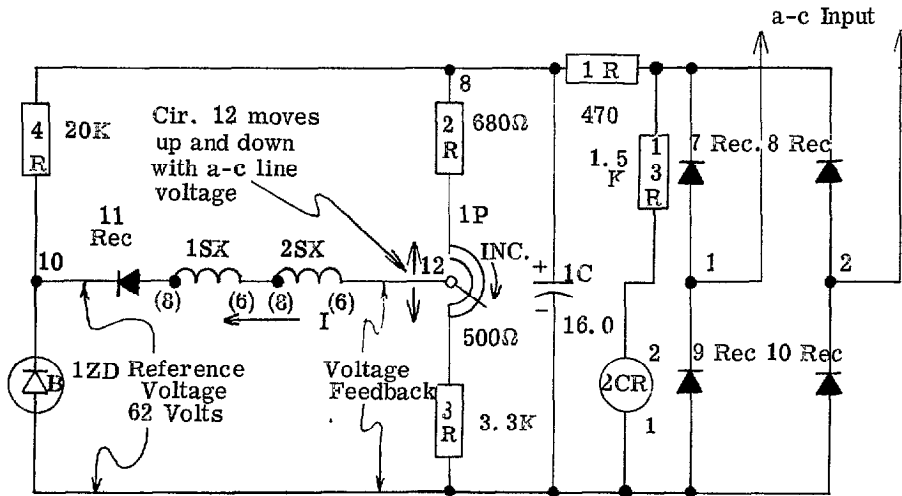 a-c Input
8
1 R
470
4
R
20K
Cir. 12 moves
up and down
with a-c line
voltage
2
R
680Ω
1.5
K
1
3
R
7 Rec. 8 Rec
11
Rec
1SX
2SX
1P
INC.
10
12
(8)
(6)
(8)
(6)
I
+
1C
−
16.0
1
2
500Ω
B
1ZD Reference
Voltage
62 Volts
Voltage
Feedback
3
R
3.3K
2
2CR
1
9 Rec 10 Rec